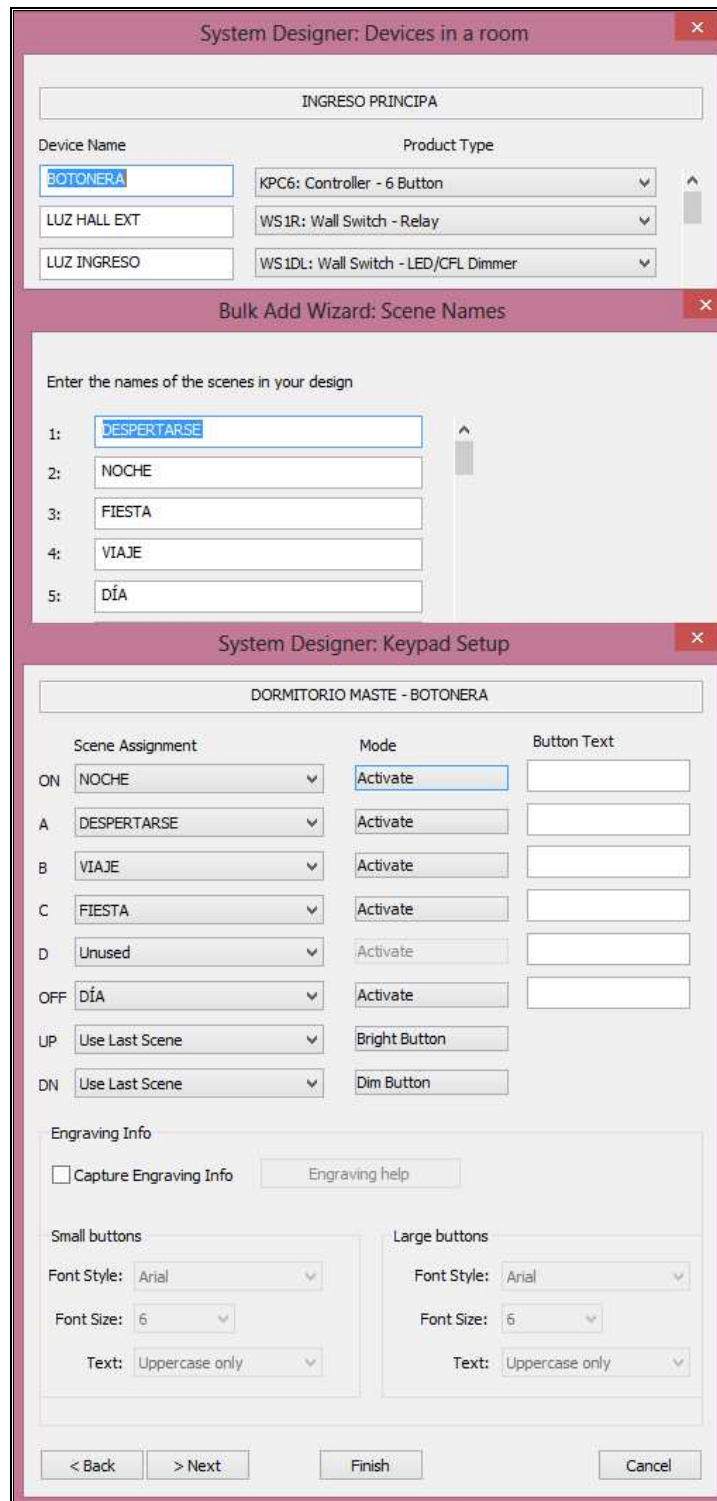 System Designer: Devices in a room
INGRESO PRINCIPA
Device Name Product Type
BOTONERA KPC6: Controller - 6 Button
LUZ HALL EXT WS1R: Wall Switch - Relay
LUZ INGRESO WS1DL: Wall Switch - LED/CFL Dimmer
Bulk Add Wizard: Scene Names
Enter the names of the scenes in your design
1: DESPERTARSE
2: NOCHE
3: FIESTA
4: VIAJE
5: DÍA
System Designer: Keypad Setup
DORMITORIO MASTE - BOTONERA
Scene Assignment Mode Button Text
ON NOCHE Activate
A DESPERTARSE Activate
B VIAJE Activate
C FIESTA Activate
D Unused Activate
OFF DÍA Activate
UP Use Last Scene Bright Button
DN Use Last Scene Dim Button
Engraving Info
Capture Engraving Info Engraving help
Small buttons Large buttons
Font Style: Arial Font Style: Arial
Font Size: 6 Font Size: 6
Text: Uppercase only Text: Uppercase only
< Back > Next Finish Cancel